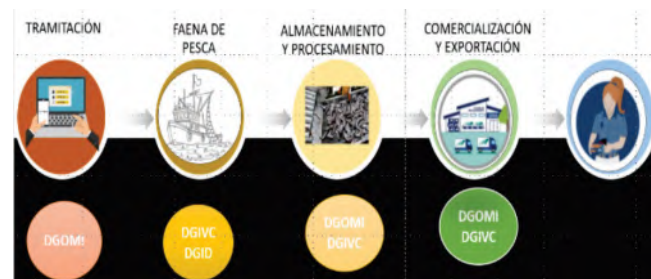 TRAMITACIÓN
FAENA DE
PESCA
ALMACENAMIENTO
Y PROCESAMIENTO
COMERCIALIZACIÓN
Y EXPORTACIÓN
DGOMI
DGIVC
DGID
DGOMI
DGIVC
DGOMI
DGIVC